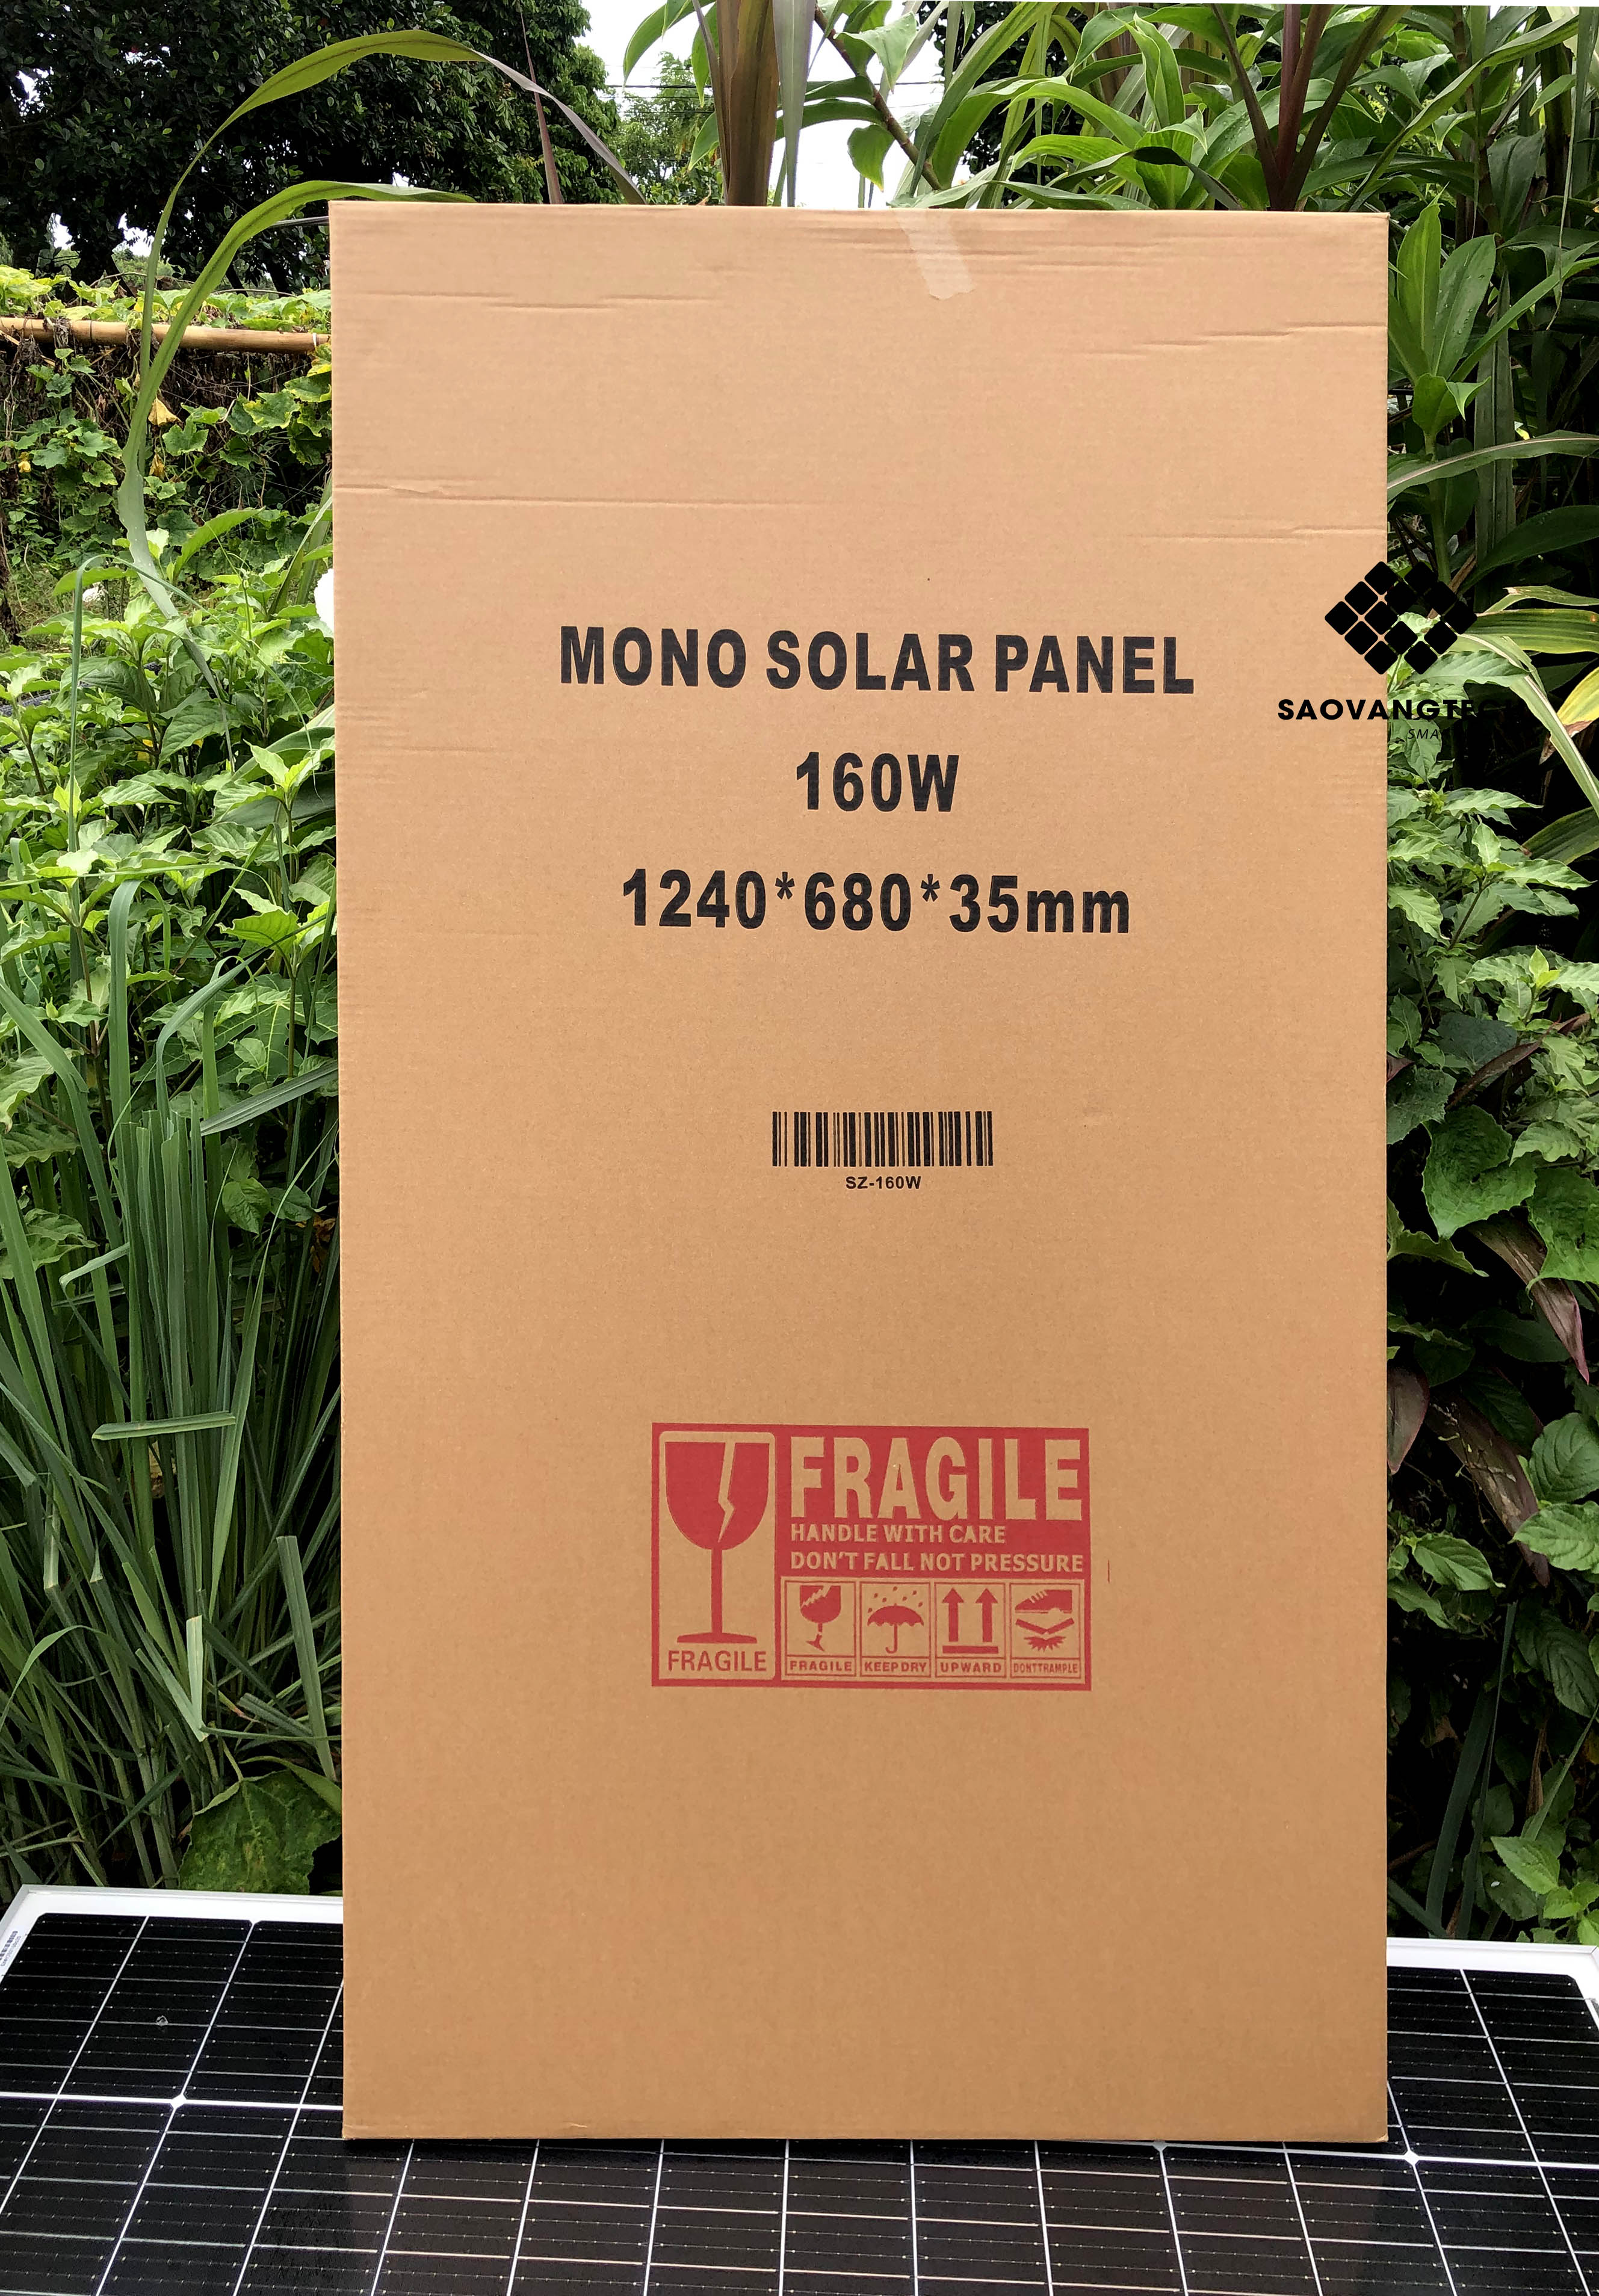 MONO SOLAR PANEL
160W
1240*680*35mm
SZ-160W
FRAGILE
HANDLE WITH CARE
DON'T FALL NOT PRESSURE
FRAGILE
FRAGILE KEEP DRY UPWARD DONTTRAMPLE